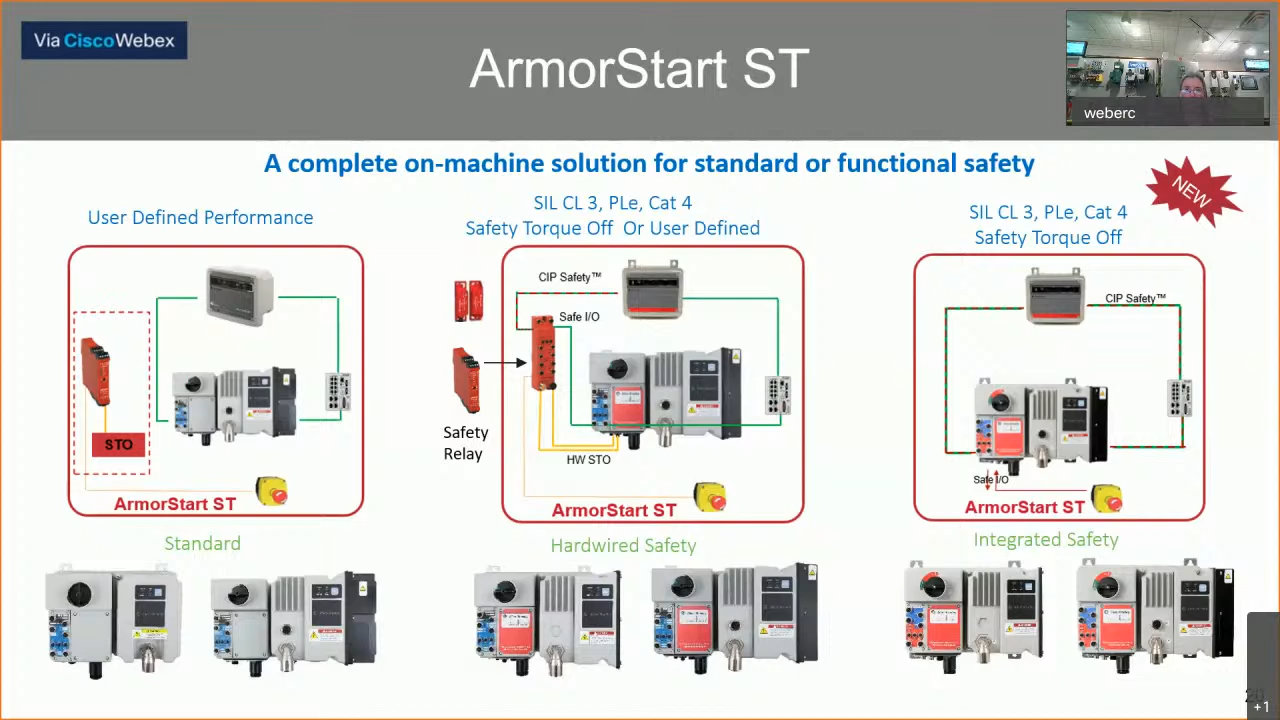 Via CiscoWebex
ArmorStart ST
weberc
A complete on-machine solution for standard or functional safety
NEW
User Defined Performance
SIL CL 3, PLe, Cat 4
Safety Torque Off Or User Defined
SIL CL 3, PLe, Cat 4
Safety Torque Off
STO
ArmorStart ST
CIP Safety™
Safe I/O
Safety
Relay
HW STO
ArmorStart ST
CIP Safety™
Safe I/O
ArmorStart ST
Standard
Hardwired Safety
Integrated Safety
+1